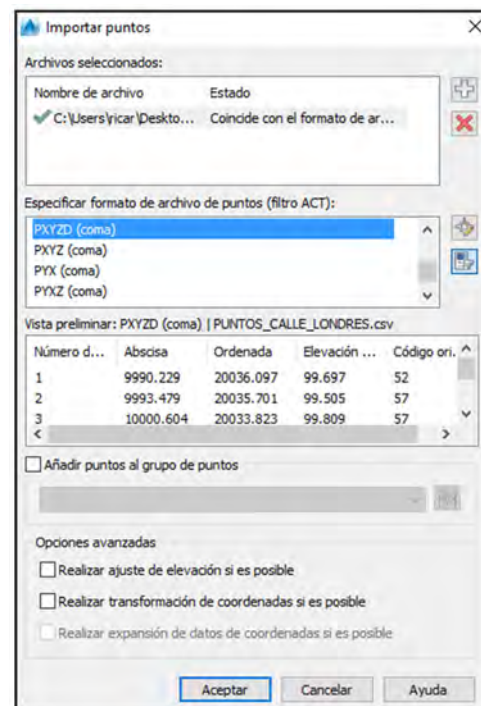 Importar puntos
Archivos seleccionados:
Nombre de archivo Estado
C:\Users\ricar\Deskto... Coincide con el formato de ar...
Especificar formato de archivo de puntos (filtro ACT):
PXYZD (coma)
PXYZ (coma)
PYX (coma)
PYXZ (coma)
Vista preliminar: PXYZD (coma) | PUNTOS_CALLE_LONDRES.csv
Número d... Abscisa Ordenada Elevación ... Código ori.
1 9990.229 20036.097 99.697 52
2 9993.479 20035.701 99.505 57
3 10000.604 20033.823 99.809 57
Añadir puntos al grupo de puntos
Opciones avanzadas
Realizar ajuste de elevación si es posible
Realizar transformación de coordenadas si es posible
Realizar expansión de datos de coordenadas si es posible
Aceptar Cancelar Ayuda